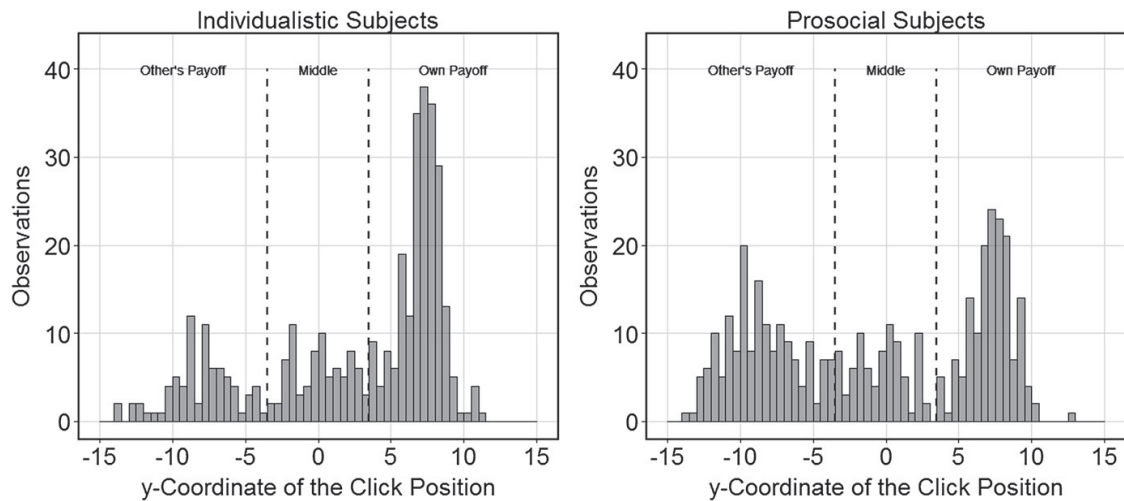 Individualistic Subjects
Other's Payoff Middle Own Payoff
Observations
40
30
20
10
0
-15 -10 -5 0 5 10 15
y-Coordinate of the Click Position
Prosocial Subjects
Other's Payoff Middle Own Payoff
Observations
40
30
20
10
0
-15 -10 -5 0 5 10 15
y-Coordinate of the Click Position